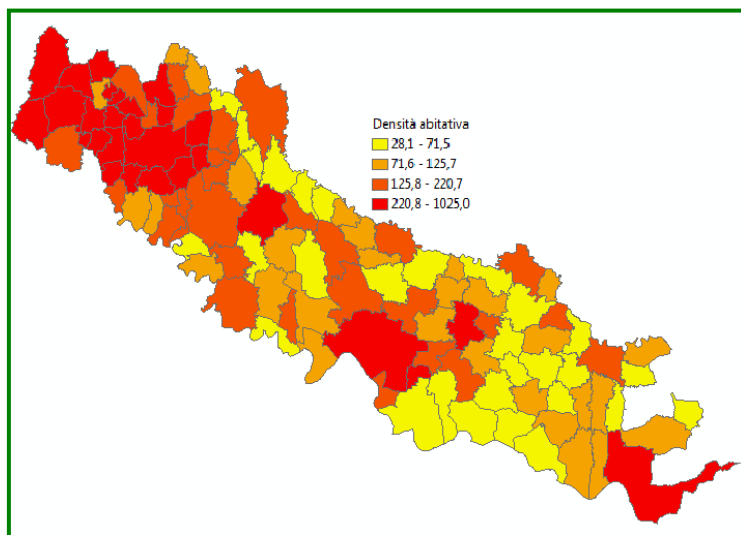 Densità abitativa
28,1 - 71,5
71,6 - 125,7
125,8 - 220,7
220,8 - 1025,0